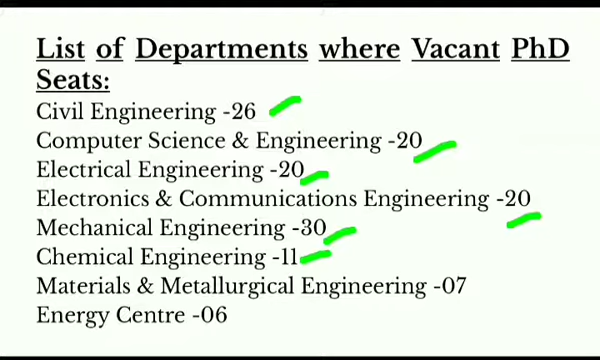 List of Departments where Vacant PhD
Seats:
Civil Engineering -26
Computer Science & Engineering -20
Electrical Engineering -20
Electronics & Communications Engineering -20
Mechanical Engineering -30
Chemical Engineering -11
Materials & Metallurgical Engineering -07
Energy Centre -06